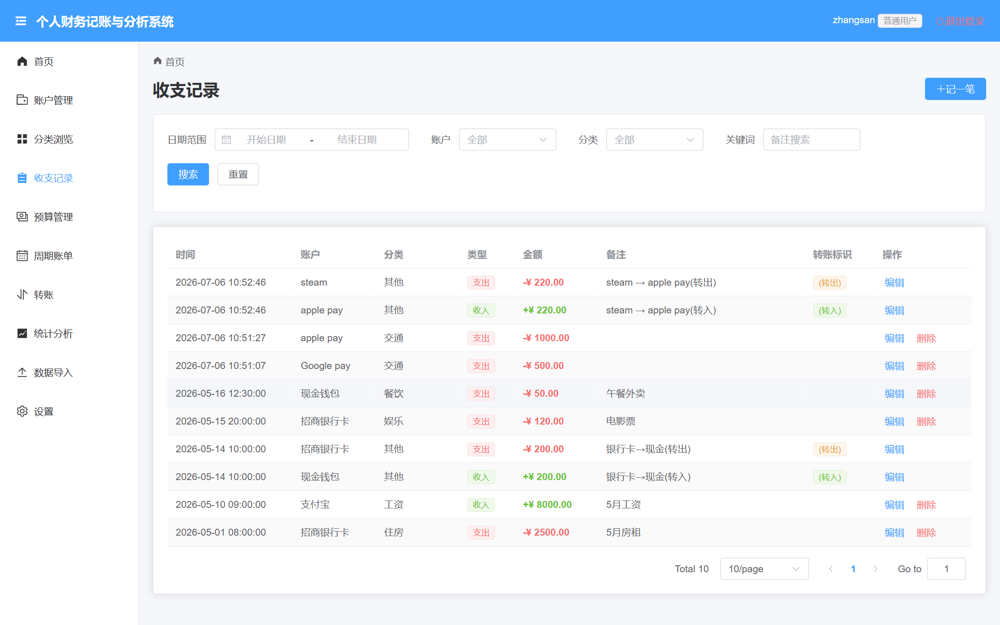 个人财务记账与分析系统
zhangsan 普通用户 退出登录
首页
账户管理
分类浏览
收支记录
预算管理
周期账单
转账
统计分析
数据导入
设置
首页
收支记录
+记一笔
日期范围 开始日期 - 结束日期 账户 全部 分类 全部 关键词 备注搜索
搜索 重置
时间 账户 分类 类型 金额 备注 转账标识 操作
2026-07-06 10:52:46 steam 其他 支出 -¥ 220.00 steam → apple pay(转出) (转出) 编辑
2026-07-06 10:52:46 apple pay 其他 收入 +¥ 220.00 steam → apple pay(转入) (转入) 编辑
2026-07-06 10:51:27 apple pay 交通 支出 -¥ 1000.00 编辑 删除
2026-07-06 10:51:07 Google pay 交通 支出 -¥ 500.00 编辑 删除
2026-05-16 12:30:00 现金钱包 餐饮 支出 -¥ 50.00 午餐外卖 编辑 删除
2026-05-15 20:00:00 招商银行卡 娱乐 支出 -¥ 120.00 电影票 编辑 删除
2026-05-14 10:00:00 招商银行卡 其他 支出 -¥ 200.00 银行卡→现金(转出) (转出) 编辑
2026-05-14 10:00:00 现金钱包 其他 收入 +¥ 200.00 银行卡→现金(转入) (转入) 编辑
2026-05-10 09:00:00 支付宝 工资 收入 +¥ 8000.00 5月工资 编辑 删除
2026-05-01 08:00:00 招商银行卡 住房 支出 -¥ 2500.00 5月房租 编辑 删除
Total 10 10/page 1 Go to 1